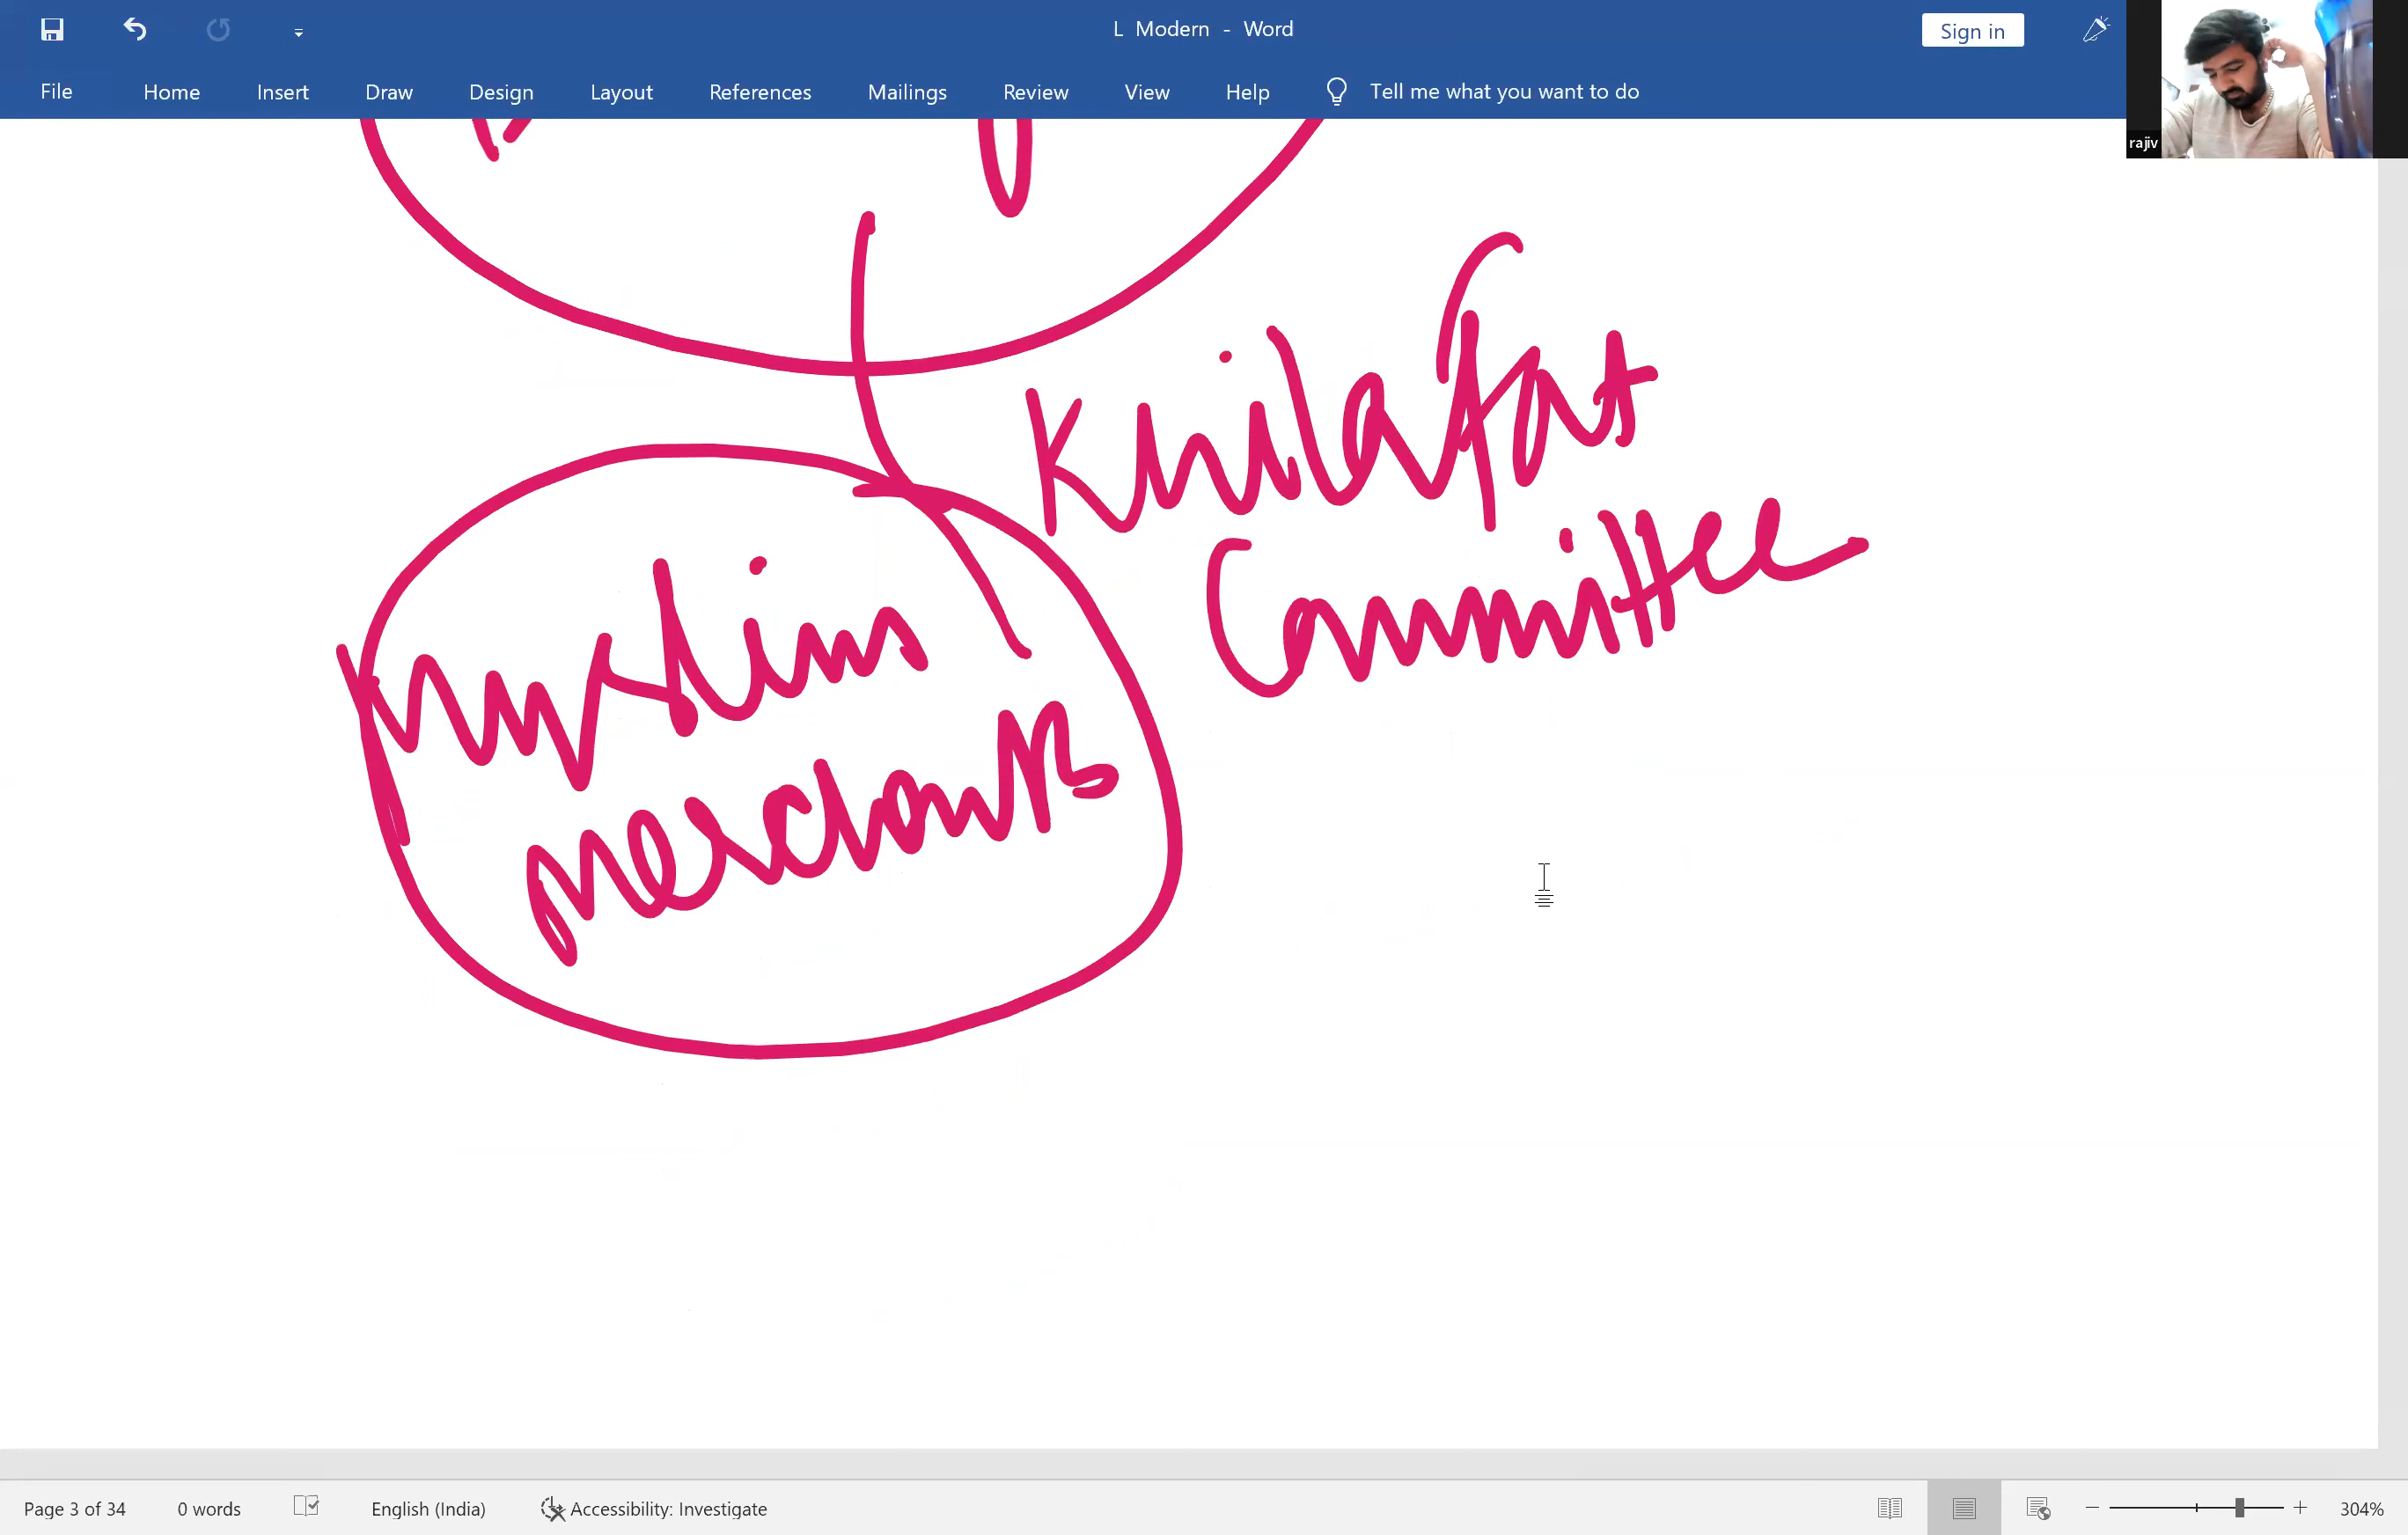 L Modern - Word
Sign in
File Home Insert Draw Design Layout References Mailings Review View Help Tell me what you want to do
rajiv
Khilafat
Committee
Muslim
Merchants
Page 3 of 34 0 words English (India) Accessibility: Investigate 304%